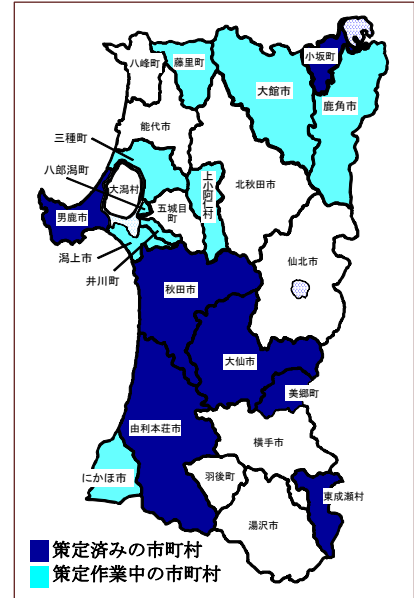 八峰町
藤里町
小坂町
大館市
鹿角市
能代市
三種町
八郎潟町
大潟村
上小阿仁村
北秋田市
男鹿市
五城目
町
潟上市
井川町
仙北市
秋田市
大仙市
美郷町
由利本荘市
横手市
にかほ市
羽後町
東成瀬村
湯沢市
策定済みの市町村
策定作業中の市町村